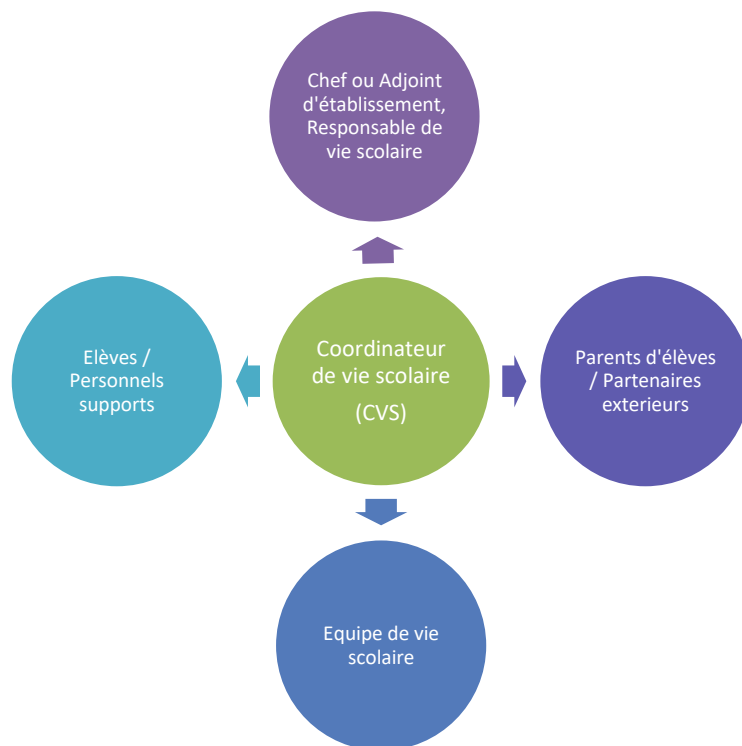 Chef ou Adjoint
d'établissement,
Responsable de
vie scolaire
Elèves /
Personnels
supports
Coordinateur
de vie scolaire
(CVS)
Parents d'élèves
/ Partenaires
exterieurs
Equipe de vie
scolaire